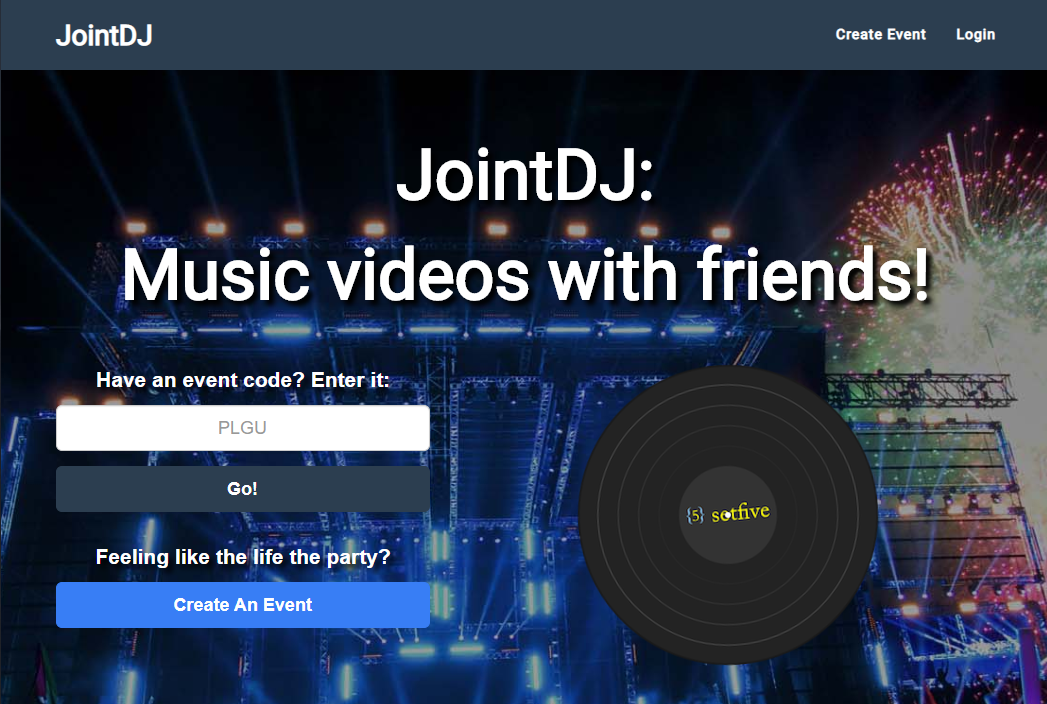 JointDJ
Create Event
Login
JointDJ:
Music videos with friends!
Have an event code? Enter it:
PLGU
Go!
{5} setfive
Feeling like the life the party?
Create An Event